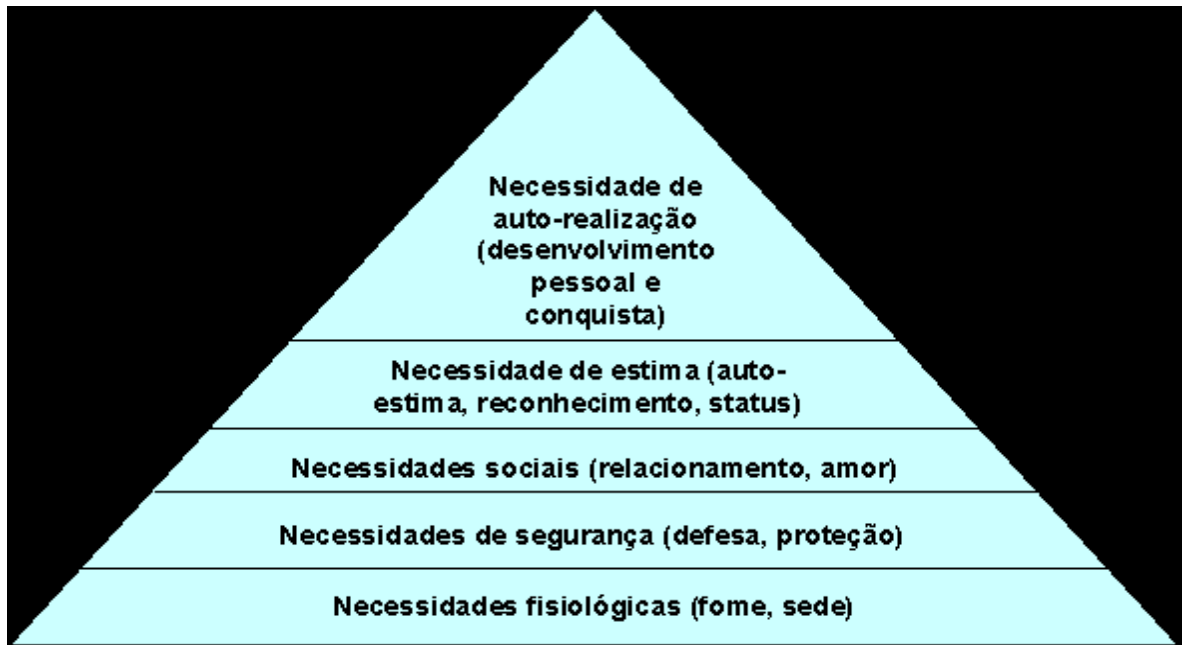 Necessidade de
auto-realização
(desenvolvimento
pessoal e
conquista)
Necessidade de estima (auto-
estima, reconhecimento, status)
Necessidades sociais (relacionamento, amor)
Necessidades de segurança (defesa, proteção)
Necessidades fisiológicas (fome, sede)